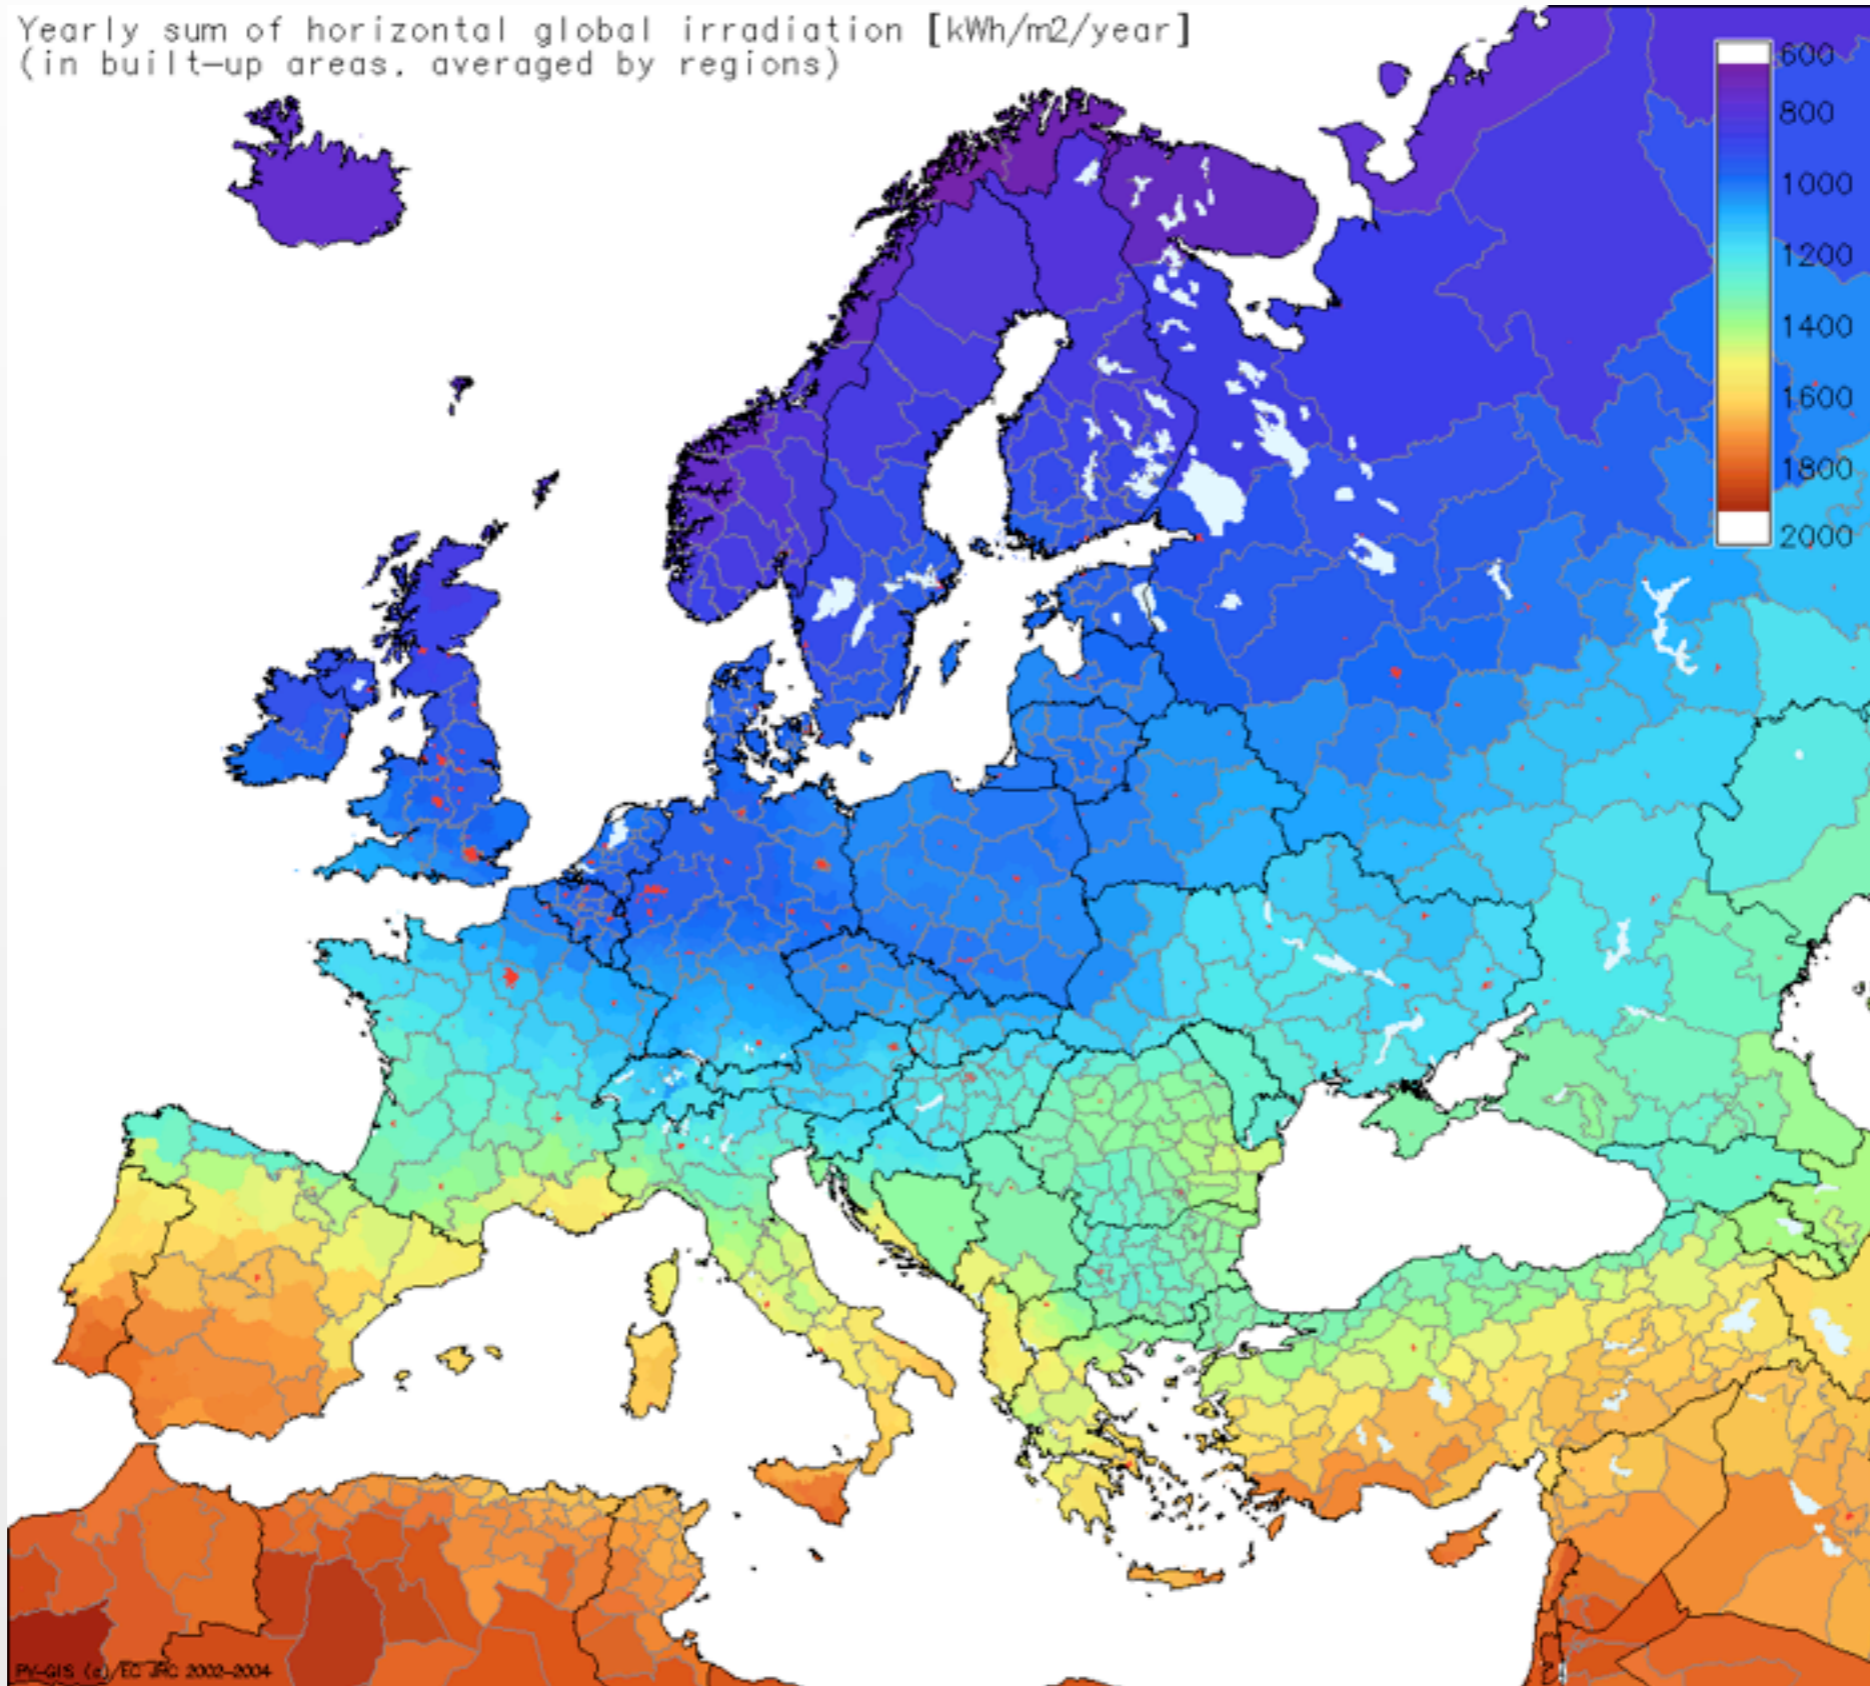 Yearly sum of horizontal global irradiation [kWh/m2/year]
(in built-up areas, averaged by regions)
600
800
1000
1200
1400
1600
1800
2000
PV-GIS (c)/EC JRC 2002-2004